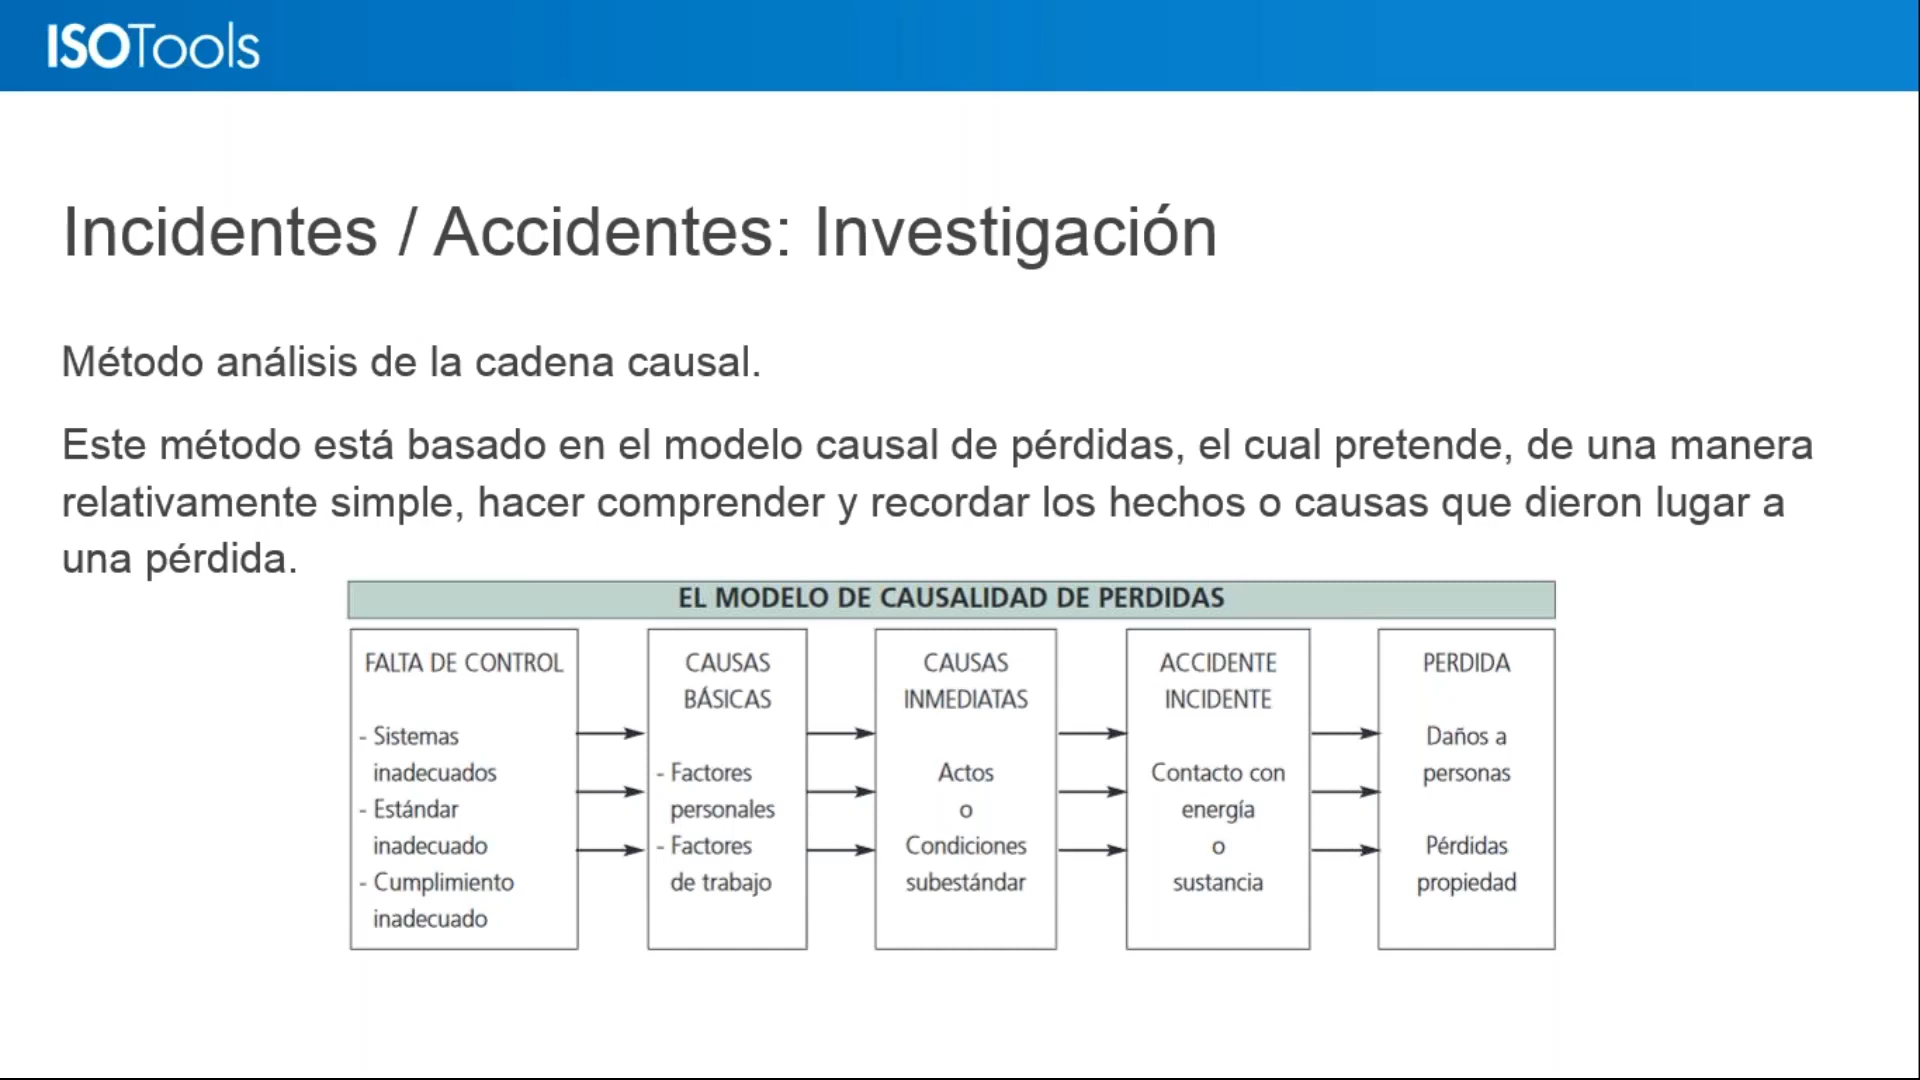 ISOTools
Incidentes / Accidentes: Investigación
Método análisis de la cadena causal.
Este método está basado en el modelo causal de pérdidas, el cual pretende, de una manera
relativamente simple, hacer comprender y recordar los hechos o causas que dieron lugar a
una pérdida.
EL MODELO DE CAUSALIDAD DE PERDIDAS
FALTA DE CONTROL
- Sistemas
inadecuados
- Estándar
inadecuado
- Cumplimiento
inadecuado
CAUSAS
BÁSICAS
- Factores
personales
- Factores
de trabajo
CAUSAS
INMEDIATAS
Actos
o
Condiciones
subestándar
ACCIDENTE
INCIDENTE
Contacto con
energía
o
sustancia
PERDIDA
Daños a
personas
Pérdidas
propiedad